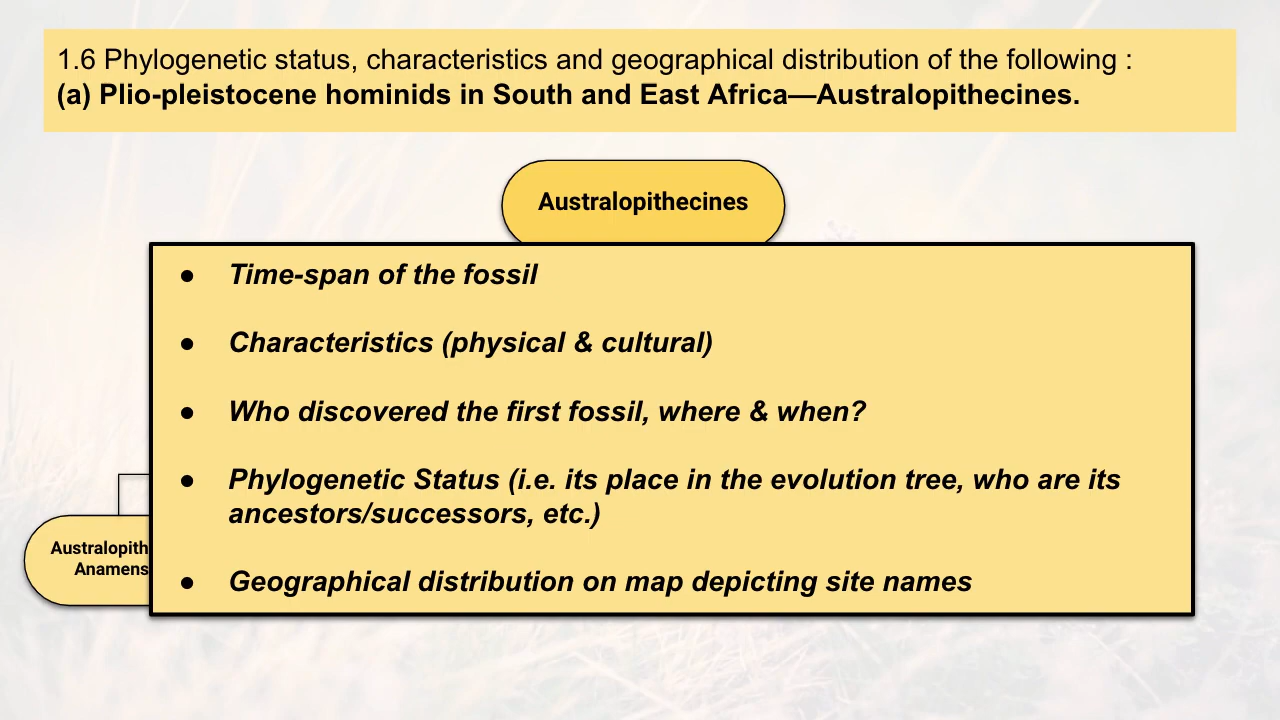 1.6 Phylogenetic status, characteristics and geographical distribution of the following :
(a) Plio-pleistocene hominids in South and East Africa—Australopithecines.
Australopithecines
● Time-span of the fossil
● Characteristics (physical & cultural)
● Who discovered the first fossil, where & when?
● Phylogenetic Status (i.e. its place in the evolution tree, who are its
ancestors/successors, etc.)
● Geographical distribution on map depicting site names
Australopith
Anamens